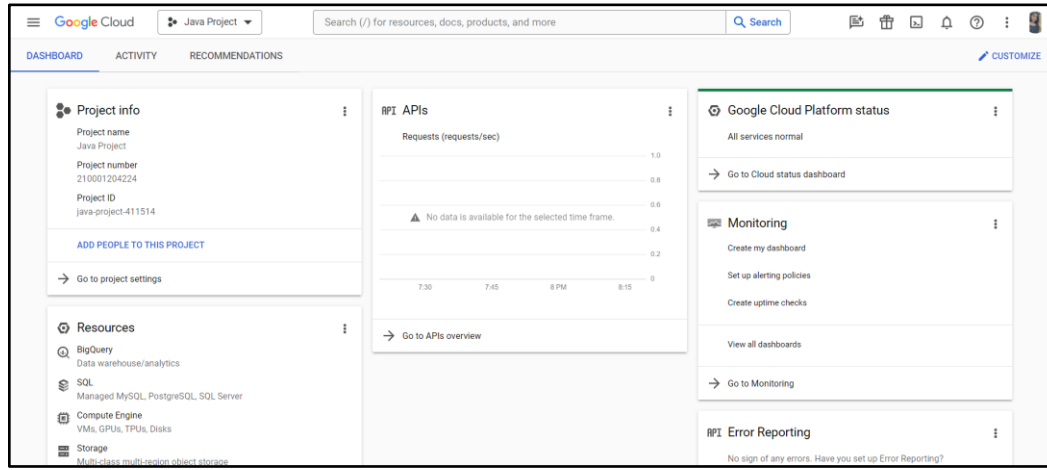 Google Cloud
Java Project
Search (/) for resources, docs, products, and more
Search
DASHBOARD
ACTIVITY
RECOMMENDATIONS
CUSTOMIZE
Project info
Project name
Java Project
Project number
210001204224
Project ID
java-project-411514
ADD PEOPLE TO THIS PROJECT
Go to project settings
Resources
BigQuery
Data warehouse/analytics
SQL
Managed MySQL, PostgreSQL, SQL Server
Compute Engine
VMs, GPUs, TPUs, Disks
Storage
Multi-class multi-region object storage
API APIs
Requests (requests/sec)
1.0
0.8
0.6
No data is available for the selected time frame.
0.4
0.2
0
7:30 7:45 8 PM 8:15
Go to APIs overview
Google Cloud Platform status
All services normal
Go to Cloud status dashboard
Monitoring
Create my dashboard
Set up alerting policies
Create uptime checks
View all dashboards
Go to Monitoring
API Error Reporting
No sign of any errors. Have you set up Error Reporting?